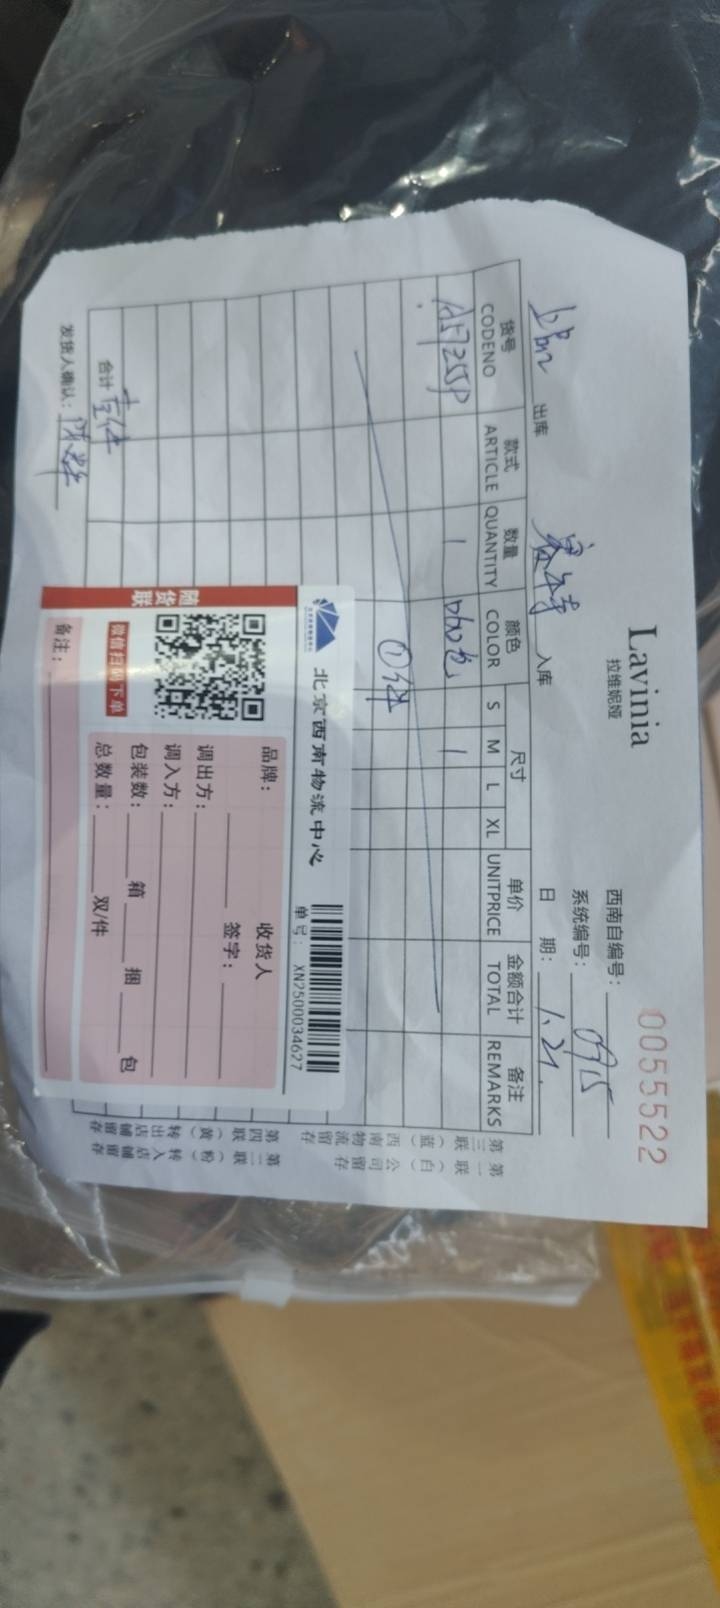 Lavinia
拉维妮娅
0055522
西南自编号：
系统编号： 0915
出库 入库 日 期： 1.21.
货号 款式 数量 颜色 尺寸 单价 金额合计 备注
CODENO ARTICLE QUANTITY COLOR S M L XL UNITPRICE TOTAL REMARKS
1 1
合计
发货人确认：
第一联（白）公司留存
第二联（粉）转入店铺留存
第三联（蓝）西南物流留存
第四联（黄）转出店铺留存
北京西南物流中心
单号： XN2500034627
随货联
微信扫码下单
品牌： 收货人
签字：
调出方：
调入方：
包装数： 箱 捆 包
总数量： 双/件
备注：